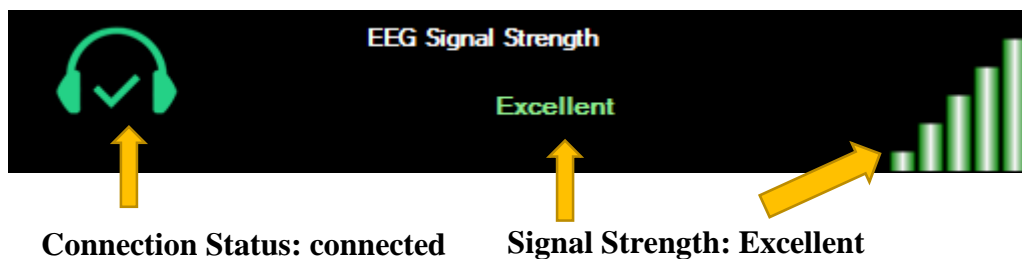 EEG Signal Strength
Excellent
Connection Status: connected
Signal Strength: Excellent